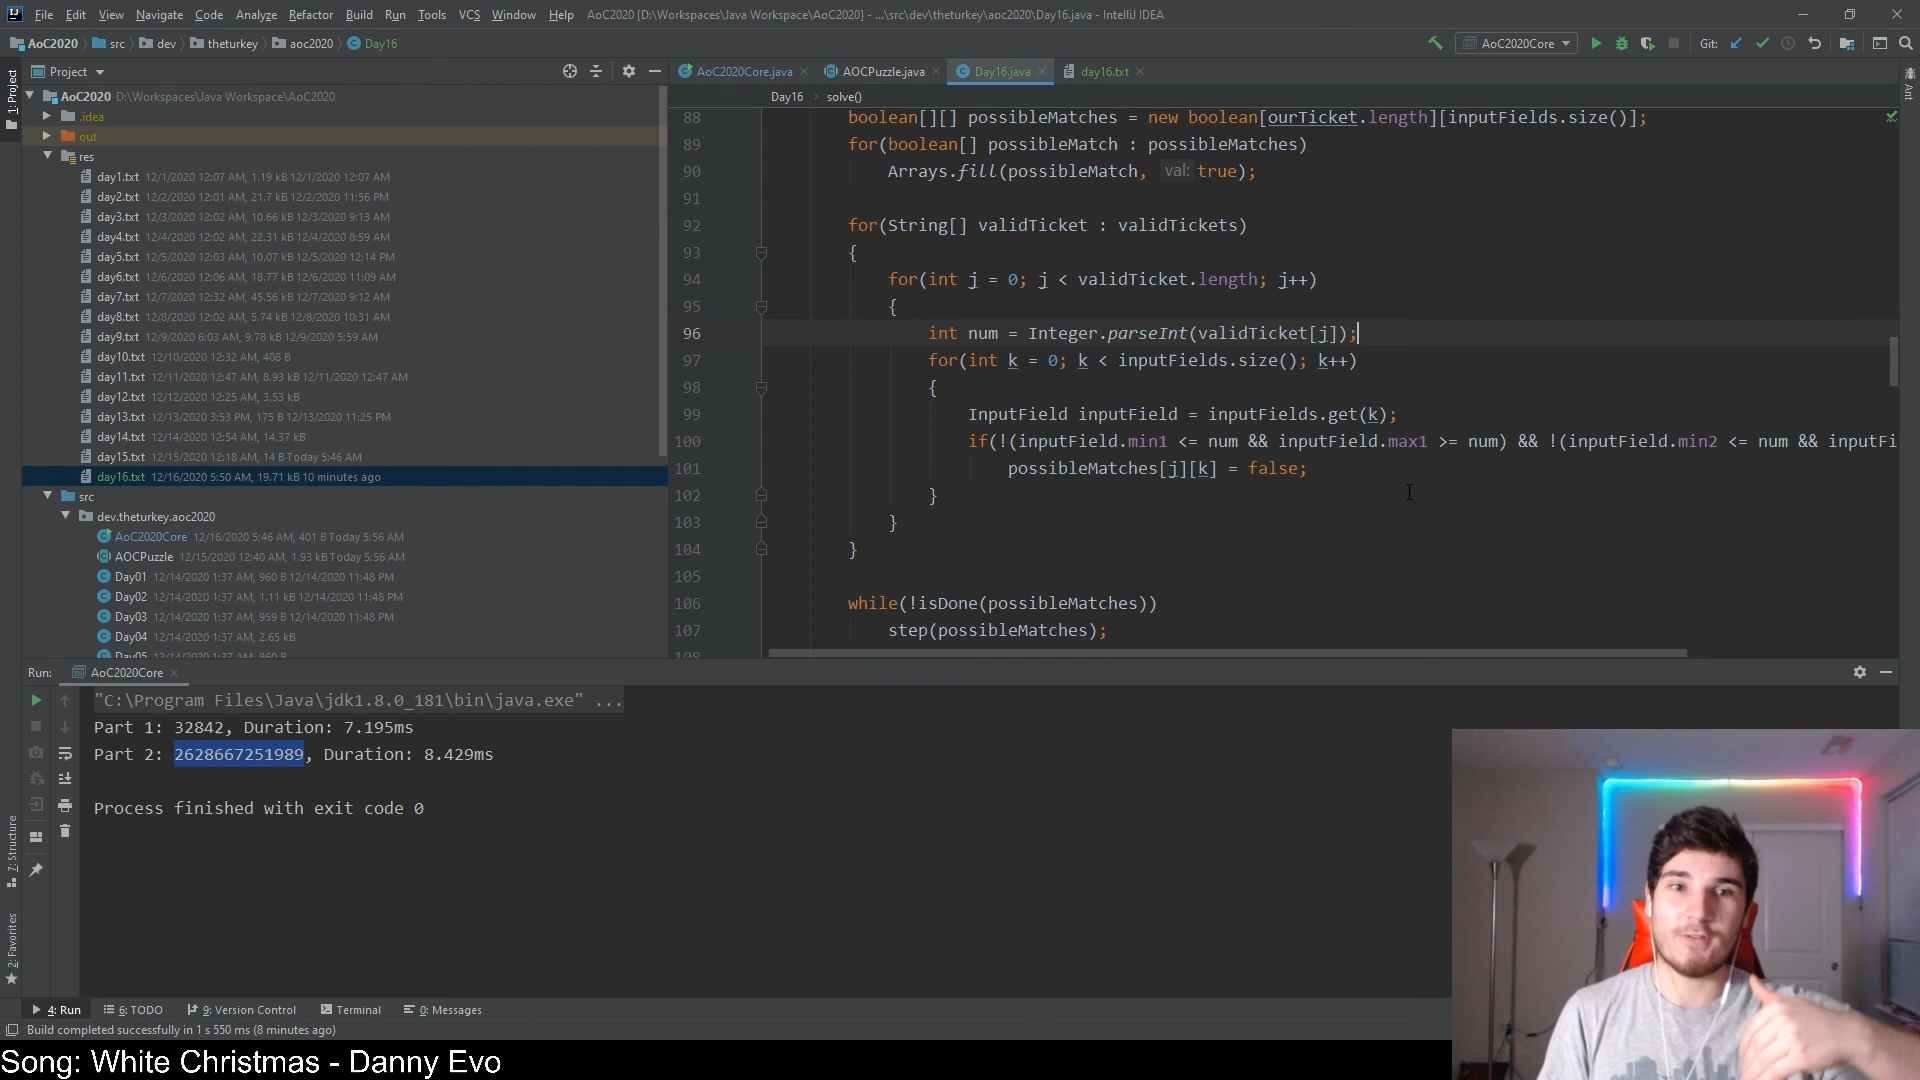 File Edit View Navigate Code Analyze Refactor Build Run Tools VCS Window Help AoC2020 [D:\Workspaces\Java Workspace\AoC2020] - ...\src\dev\theturkey\aoc2020\Day16.java - IntelliJ IDEA
AoC2020 src dev theturkey aoc2020 Day16
AoC2020Core Git:
1: Project
Project
AoC2020Core.java AOCPuzzle.java Day16.java day16.txt
Ant
Day16 solve()
AoC2020 D:\Workspaces\Java Workspace\AoC2020
.idea
out
res
day1.txt 12/1/2020 12:07 AM, 1.19 kB 12/1/2020 12:07 AM
day2.txt 12/2/2020 12:01 AM, 21.7 kB 12/2/2020 11:56 PM
day3.txt 12/3/2020 12:02 AM, 10.66 kB 12/3/2020 9:13 AM
day4.txt 12/4/2020 12:02 AM, 22.31 kB 12/4/2020 8:59 AM
day5.txt 12/5/2020 12:03 AM, 10.07 kB 12/5/2020 12:14 PM
day6.txt 12/6/2020 12:06 AM, 18.77 kB 12/6/2020 11:09 AM
day7.txt 12/7/2020 12:32 AM, 45.56 kB 12/7/2020 9:12 AM
day8.txt 12/8/2020 12:02 AM, 5.74 kB 12/8/2020 10:31 AM
day9.txt 12/9/2020 6:03 AM, 9.78 kB 12/9/2020 5:59 AM
day10.txt 12/10/2020 12:32 AM, 408 B
day11.txt 12/11/2020 12:47 AM, 8.93 kB 12/11/2020 12:47 AM
day12.txt 12/12/2020 12:25 AM, 3.53 kB
day13.txt 12/13/2020 3:53 PM, 175 B 12/13/2020 11:25 PM
day14.txt 12/14/2020 12:54 AM, 14.37 kB
day15.txt 12/15/2020 12:18 AM, 14 B Today 5:46 AM
day16.txt 12/16/2020 5:50 AM, 19.71 kB 10 minutes ago
src
dev.theturkey.aoc2020
AoC2020Core 12/16/2020 5:46 AM, 401 B Today 5:56 AM
AOCPuzzle 12/15/2020 12:40 AM, 1.93 kB Today 5:56 AM
Day01 12/14/2020 1:37 AM, 960 B 12/14/2020 11:48 PM
Day02 12/14/2020 1:37 AM, 1.11 kB 12/14/2020 11:48 PM
Day03 12/14/2020 1:37 AM, 959 B 12/14/2020 11:48 PM
Day04 12/14/2020 1:37 AM, 2.65 kB
Day05 12/14/2020 1:37 AM, 860 B
88 boolean[][] possibleMatches = new boolean[ourTicket.length][inputFields.size()];
89 for(boolean[] possibleMatch : possibleMatches)
90 Arrays.fill(possibleMatch, val: true);
91
92 for(String[] validTicket : validTickets)
93 {
94 for(int j = 0; j < validTicket.length; j++)
95 {
96 int num = Integer.parseInt(validTicket[j]);
97 for(int k = 0; k < inputFields.size(); k++)
98 {
99 InputField inputField = inputFields.get(k);
100 if(!(inputField.min1 <= num && inputField.max1 >= num) && !(inputField.min2 <= num && inputFi
101 possibleMatches[j][k] = false;
102 }
103 }
104 }
105
106 while(!isDone(possibleMatches))
107 step(possibleMatches);
108
Run: AoC2020Core
"C:\Program Files\Java\jdk1.8.0_181\bin\java.exe" ...
Part 1: 32842, Duration: 7.195ms
Part 2: 2628667251989, Duration: 8.429ms
Process finished with exit code 0
7: Structure
2: Favorites
4: Run 6: TODO 9: Version Control Terminal 0: Messages
Build completed successfully in 1 s 550 ms (8 minutes ago)
Song: White Christmas - Danny Evo